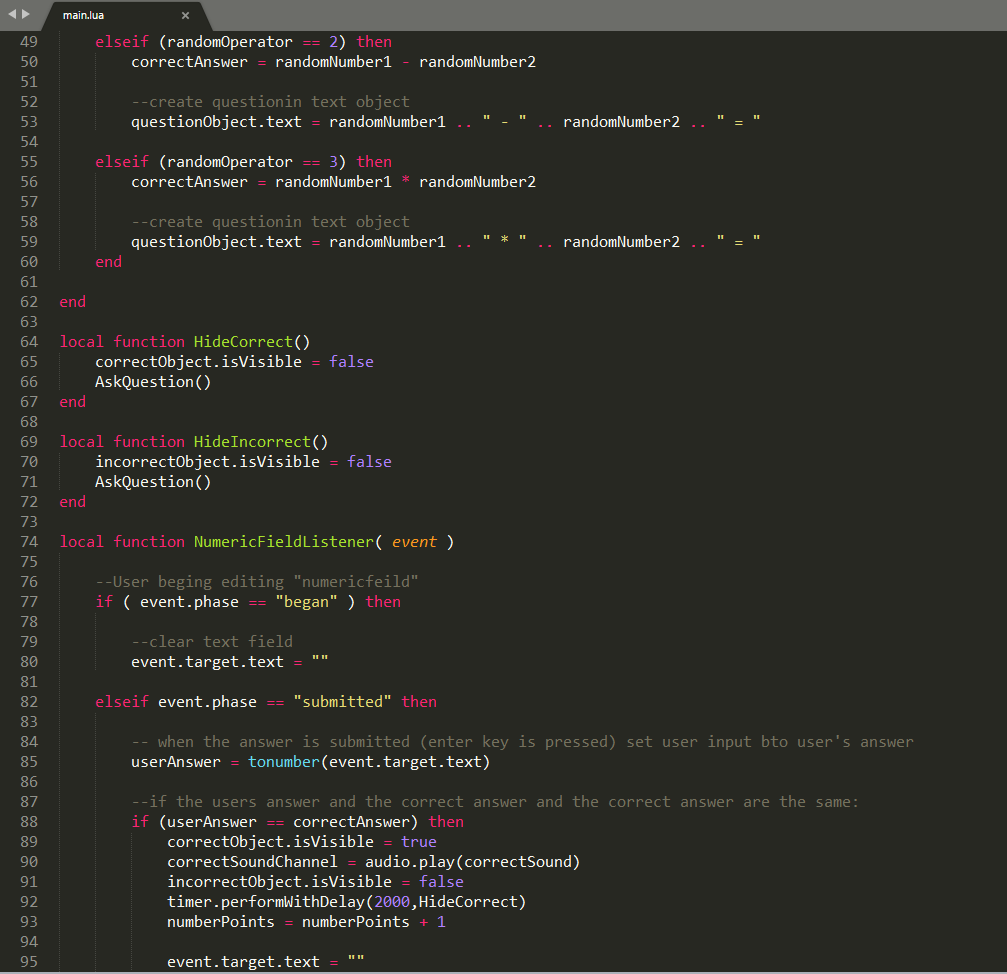 main.lua
49 elseif (randomOperator == 2) then
50 correctAnswer = randomNumber1 - randomNumber2
51
52 --create questionin text object
53 questionObject.text = randomNumber1 .. " - " .. randomNumber2 .. " = "
54
55 elseif (randomOperator == 3) then
56 correctAnswer = randomNumber1 * randomNumber2
57
58 --create questionin text object
59 questionObject.text = randomNumber1 .. " * " .. randomNumber2 .. " = "
60 end
61
62 end
63
64 local function HideCorrect()
65 correctObject.isVisible = false
66 AskQuestion()
67 end
68
69 local function HideIncorrect()
70 incorrectObject.isVisible = false
71 AskQuestion()
72 end
73
74 local function NumericFieldListener( event )
75
76 --User beging editing "numericfeild"
77 if ( event.phase == "began" ) then
78
79 --clear text field
80 event.target.text = ""
81
82 elseif event.phase == "submitted" then
83
84 -- when the answer is submitted (enter key is pressed) set user input bto user's answer
85 userAnswer = tonumber(event.target.text)
86
87 --if the users answer and the correct answer and the correct answer are the same:
88 if (userAnswer == correctAnswer) then
89 correctObject.isVisible = true
90 correctSoundChannel = audio.play(correctSound)
91 incorrectObject.isVisible = false
92 timer.performWithDelay(2000,HideCorrect)
93 numberPoints = numberPoints + 1
94
95 event.target.text = ""